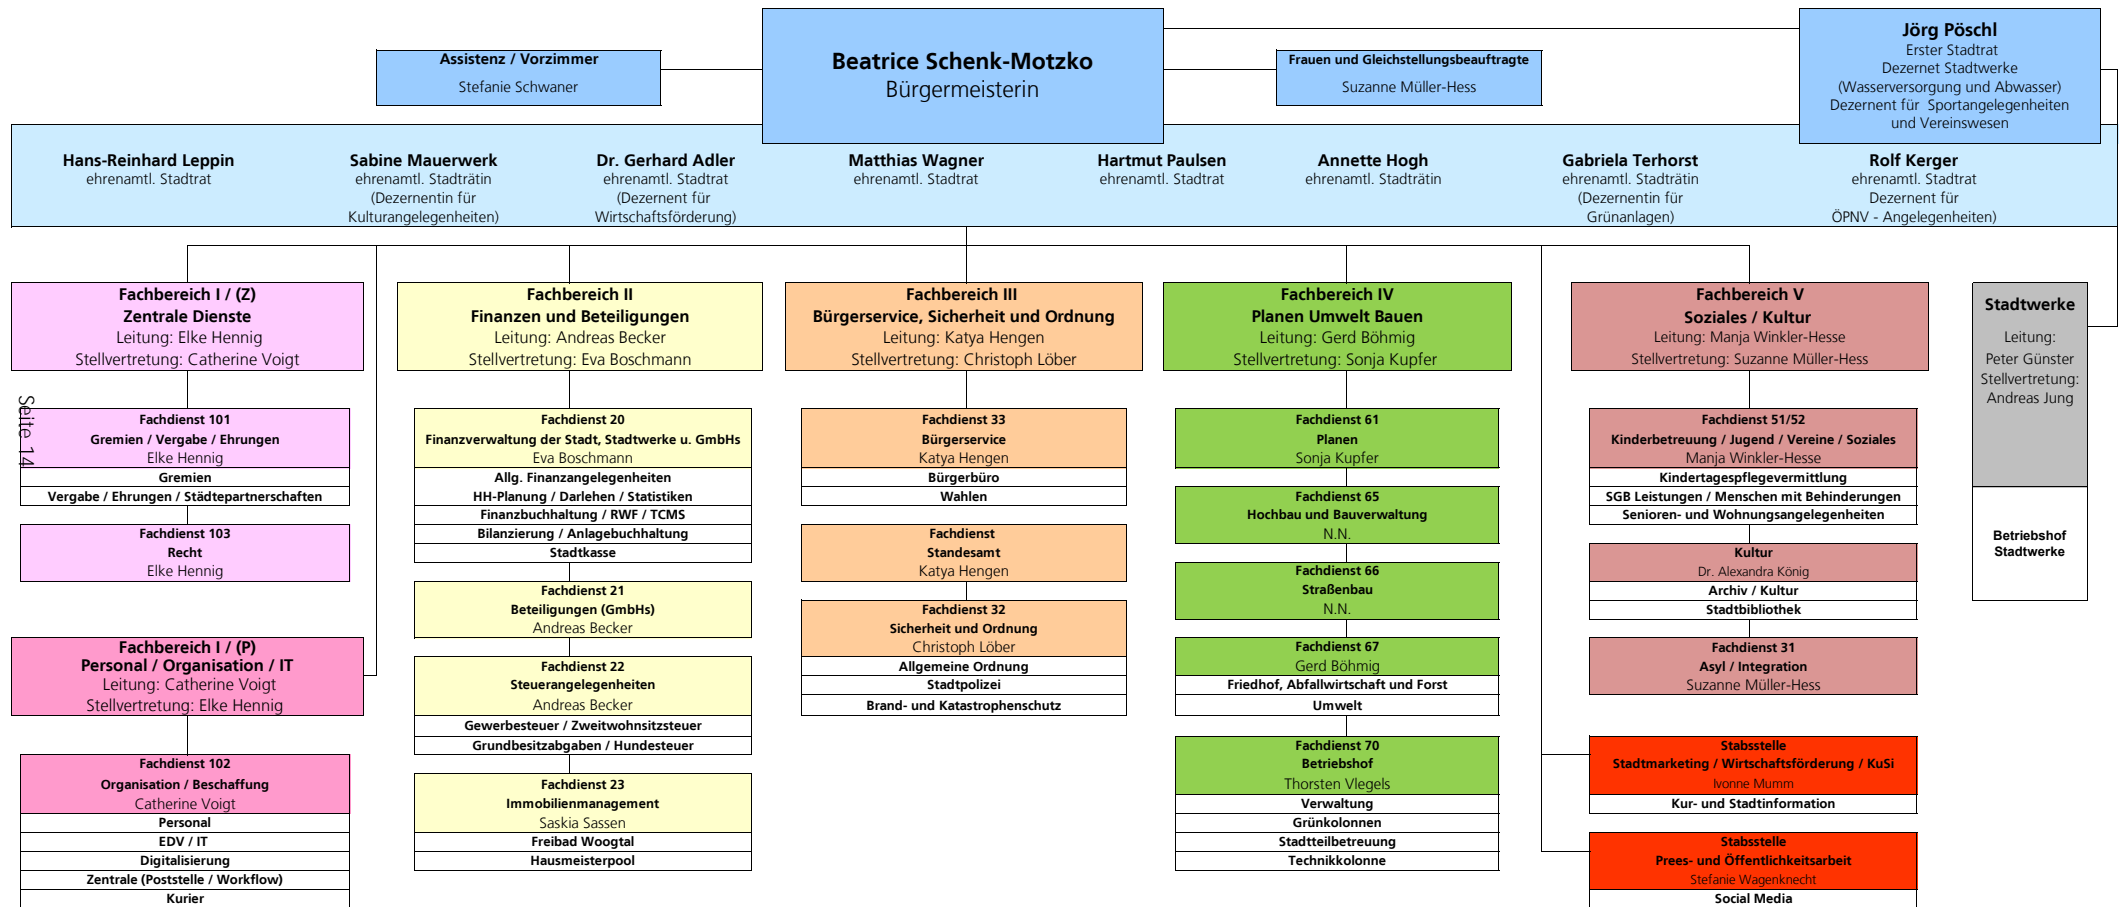 Beatrice Schenk-Motzko
Bürgermeisterin
Assistenz / Vorzimmer
Stefanie Schwaner
Frauen und Gleichstellungsbeauftragte
Suzanne Müller-Hess
Jörg Pöschl
Erster Stadtrat
Dezernet Stadtwerke
(Wasserversorgung und Abwasser)
Dezernent für  Sportangelegenheiten
und Vereinswesen
Hans-Reinhard Leppin
ehrenamtl. Stadtrat
Sabine Mauerwerk
ehrenamtl. Stadträtin
(Dezernentin für
Kulturangelegenheiten)
Dr. Gerhard Adler
ehrenamtl. Stadtrat
(Dezernent für
Wirtschaftsförderung)
Matthias Wagner
ehrenamtl. Stadtrat
Hartmut Paulsen
ehrenamtl. Stadtrat
Annette Hogh
ehrenamtl. Stadträtin
Gabriela Terhorst
ehrenamtl. Stadträtin
(Dezernentin für
Grünanlagen)
Rolf Kerger
ehrenamtl. Stadtrat
Dezernent für
ÖPNV - Angelegenheiten)
Fachbereich I / (Z)
Zentrale Dienste
Leitung: Elke Hennig
Stellvertretung: Catherine Voigt
Seite 14
Fachdienst 101
Gremien / Vergabe / Ehrungen
Elke Hennig
Gremien
Vergabe / Ehrungen / Städtepartnerschaften
Fachdienst 103
Recht
Elke Hennig
Fachbereich I / (P)
Personal / Organisation / IT
Leitung: Catherine Voigt
Stellvertretung: Elke Hennig
Fachdienst 102
Organisation / Beschaffung
Catherine Voigt
Personal
EDV / IT
Digitalisierung
Zentrale (Poststelle / Workflow)
Kurier
Fachbereich II
Finanzen und Beteiligungen
Leitung: Andreas Becker
Stellvertretung: Eva Boschmann
Fachdienst 20
Finanzverwaltung der Stadt, Stadtwerke u. GmbHs
Eva Boschmann
Allg. Finanzangelegenheiten
HH-Planung / Darlehen / Statistiken
Finanzbuchhaltung / RWF / TCMS
Bilanzierung / Anlagebuchhaltung
Stadtkasse
Fachdienst 21
Beteiligungen (GmbHs)
Andreas Becker
Fachdienst 22
Steuerangelegenheiten
Andreas Becker
Gewerbesteuer / Zweitwohnsitzsteuer
Grundbesitzabgaben / Hundesteuer
Fachdienst 23
Immobilienmanagement
Saskia Sassen
Freibad Woogtal
Hausmeisterpool
Fachbereich III
Bürgerservice, Sicherheit und Ordnung
Leitung: Katya Hengen
Stellvertretung: Christoph Löber
Fachdienst 33
Bürgerservice
Katya Hengen
Bürgerbüro
Wahlen
Fachdienst
Standesamt
Katya Hengen
Fachdienst 32
Sicherheit und Ordnung
Christoph Löber
Allgemeine Ordnung
Stadtpolizei
Brand- und Katastrophenschutz
Fachbereich IV
Planen Umwelt Bauen
Leitung: Gerd Böhmig
Stellvertretung: Sonja Kupfer
Fachdienst 61
Planen
Sonja Kupfer
Fachdienst 65
Hochbau und Bauverwaltung
N.N.
Fachdienst 66
Straßenbau
N.N.
Fachdienst 67
Gerd Böhmig
Friedhof, Abfallwirtschaft und Forst
Umwelt
Fachdienst 70
Betriebshof
Thorsten Vlegels
Verwaltung
Grünkolonnen
Stadtteilbetreuung
Technikkolonne
Fachbereich V
Soziales / Kultur
Leitung: Manja Winkler-Hesse
Stellvertretung: Suzanne Müller-Hess
Fachdienst 51/52
Kinderbetreuung / Jugend / Vereine / Soziales
Manja Winkler-Hesse
Kindertagespflegevermittlung
SGB Leistungen / Menschen mit Behinderungen
Senioren- und Wohnungsangelegenheiten
Kultur
Dr. Alexandra König
Archiv / Kultur
Stadtbibliothek
Fachdienst 31
Asyl / Integration
Suzanne Müller-Hess
Stabsstelle
Stadtmarketing / Wirtschaftsförderung / KuSi
Ivonne Mumm
Kur- und Stadtinformation
Stabsstelle
Prees- und Öffentlichkeitsarbeit
Stefanie Wagenknecht
Social Media
Stadtwerke
Leitung:
Peter Günster
Stellvertretung:
Andreas Jung
Betriebshof
Stadtwerke